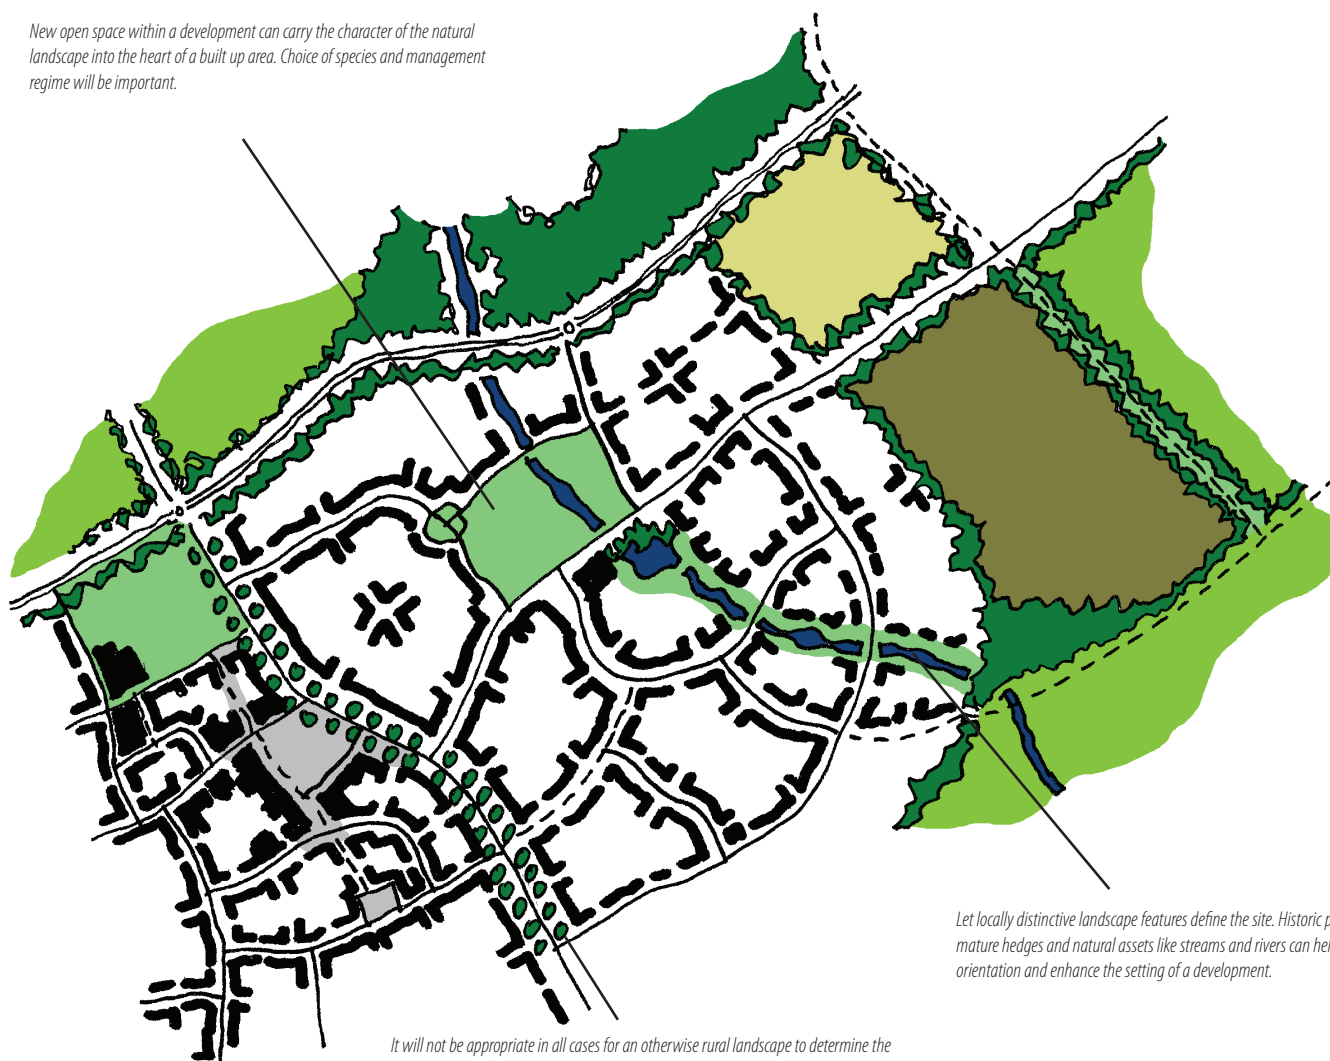 New open space within a development can carry the character of the natural
landscape into the heart of a built up area. Choice of species and management
regime will be important.
Let locally distinctive landscape features define the site. Historic
mature hedges and natural assets like streams and rivers can
orientation and enhance the setting of a development.
It will not be appropriate in all cases for an otherwise rural landscape to determine the